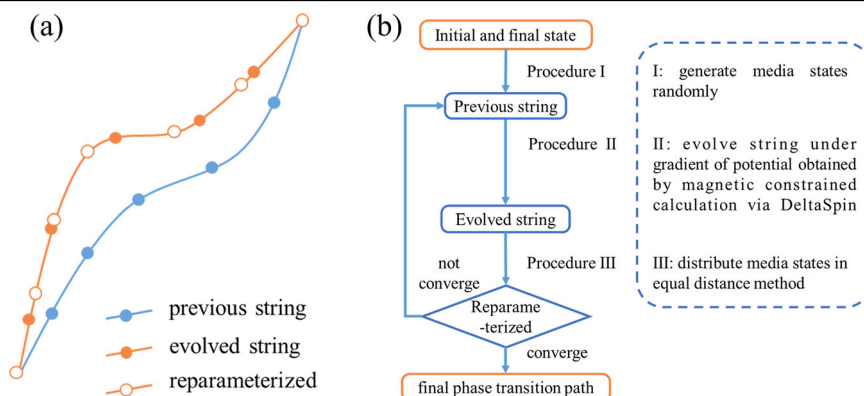 (a)
previous string
evolved string
reparameterized
(b)
Initial and final state
Procedure I
Previous string
Procedure II
Evolved string
not
converge
Procedure III
Reparame
-terized
converge
final phase transition path
I: generate media states
randomly
II: evolve string under
gradient of potential obtained
by magnetic constrained
calculation via DeltaSpin
III: distribute media states in
equal distance method